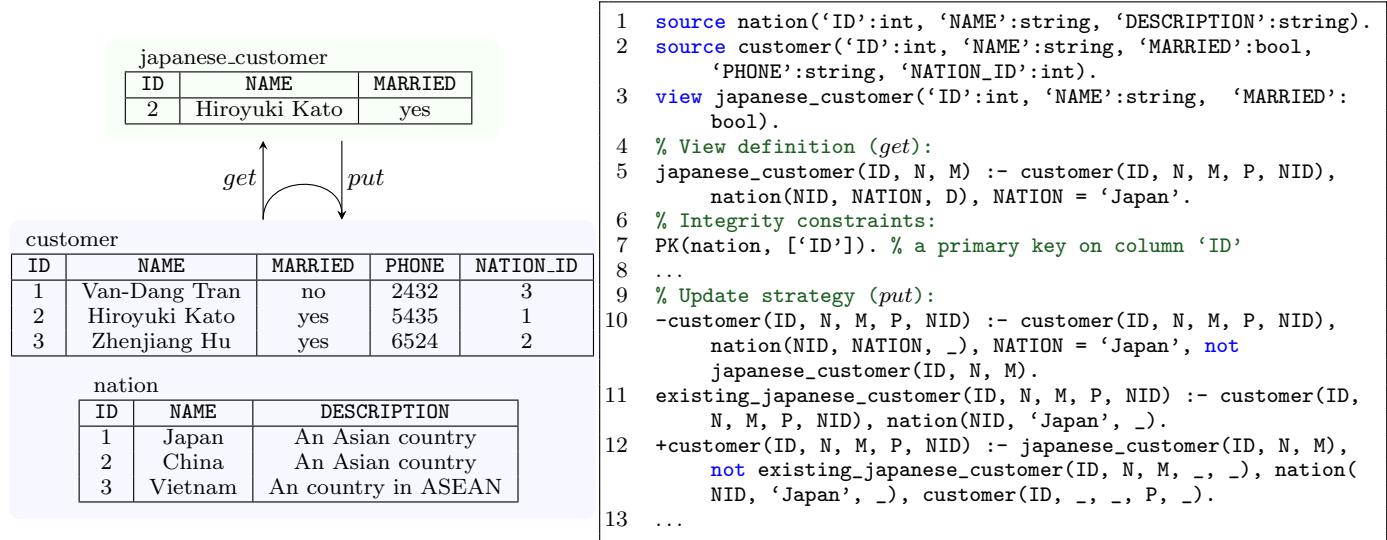 japanese_customer
ID NAME MARRIED
2 Hiroyuki Kato yes
get put
customer
ID NAME MARRIED PHONE NATION_ID
1 Van-Dang Tran no 2432 3
2 Hiroyuki Kato yes 5435 1
3 Zhenjiang Hu yes 6524 2
nation
ID NAME DESCRIPTION
1 Japan An Asian country
2 China An Asian country
3 Vietnam An country in ASEAN
1 source nation(‘ID’:int, ‘NAME’:string, ‘DESCRIPTION’:string).
2 source customer(‘ID’:int, ‘NAME’:string, ‘MARRIED’:bool,
‘PHONE’:string, ‘NATION_ID’:int).
3 view japanese_customer(‘ID’:int, ‘NAME’:string, ‘MARRIED’:
bool).
4 % View definition (get):
5 japanese_customer(ID, N, M) :- customer(ID, N, M, P, NID),
nation(NID, NATION, D), NATION = ‘Japan’.
6 % Integrity constraints:
7 PK(nation, [‘ID’]). % a primary key on column ‘ID’
8 ...
9 % Update strategy (put):
10 -customer(ID, N, M, P, NID) :- customer(ID, N, M, P, NID),
nation(NID, NATION, _), NATION = ‘Japan’, not
japanese_customer(ID, N, M).
11 existing_japanese_customer(ID, N, M, P, NID) :- customer(ID,
N, M, P, NID), nation(NID, ‘Japan’, _).
12 +customer(ID, N, M, P, NID) :- japanese_customer(ID, N, M),
not existing_japanese_customer(ID, N, M, _, _), nation(
NID, ‘Japan’, _), customer(ID, _, _, P, _).
13 ...